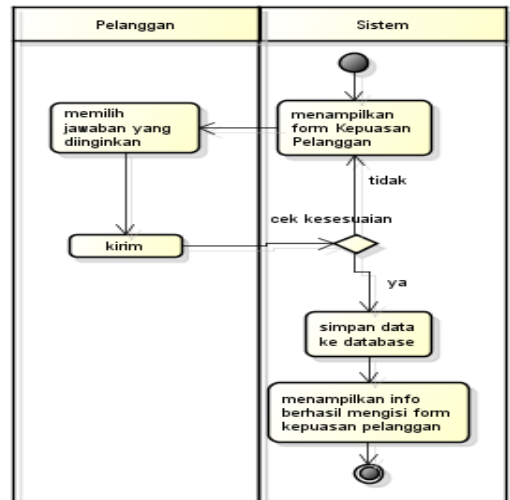 Pelanggan
Sistem
memilih
jawaban yang
diinginkan
menampilkan
form Kepuasan
Pelanggan
tidak
cek kesesuaian
kirim
ya
simpan data
ke database
menampilkan info
berhasil mengisi form
kepuasan pelanggan